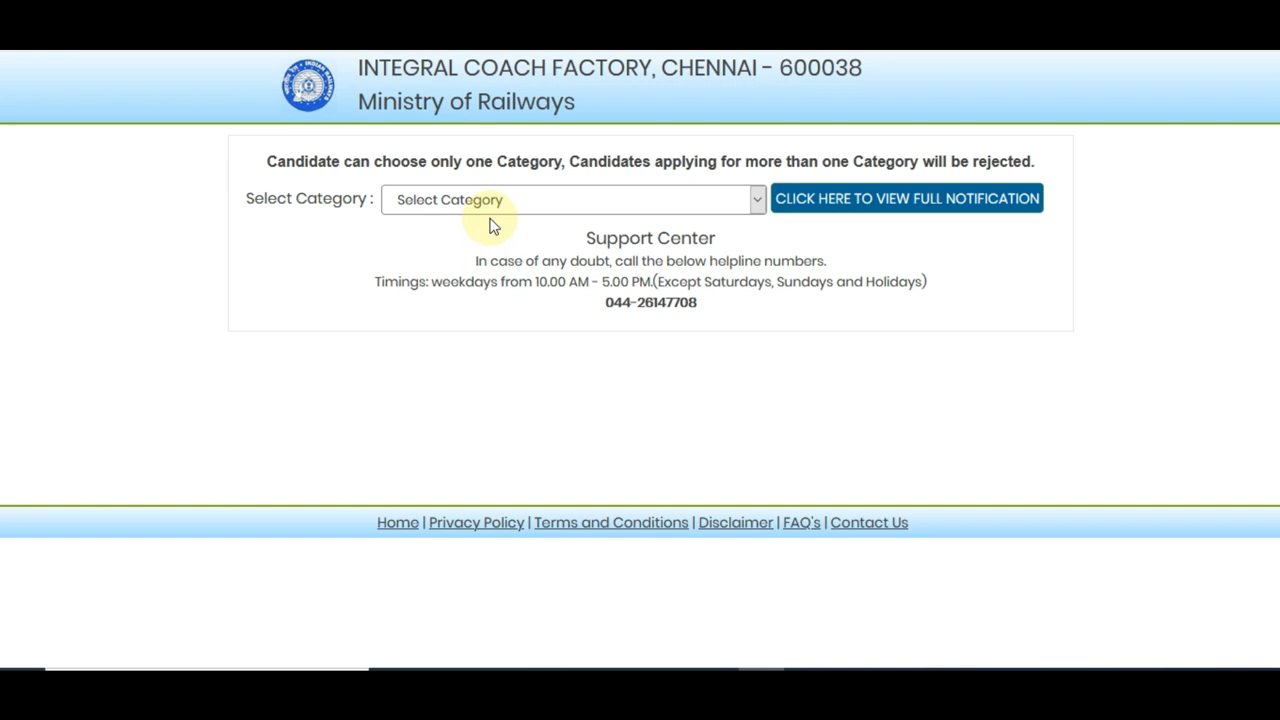 INTEGRAL COACH FACTORY, CHENNAI - 600038
Ministry of Railways
Candidate can choose only one Category, Candidates applying for more than one Category will be rejected.
Select Category : Select Category CLICK HERE TO VIEW FULL NOTIFICATION
Support Center
In case of any doubt, call the below helpline numbers.
Timings: weekdays from 10.00 AM - 5.00 PM.(Except Saturdays, Sundays and Holidays)
044-26147708
Home | Privacy Policy | Terms and Conditions | Disclaimer | FAQ's | Contact Us